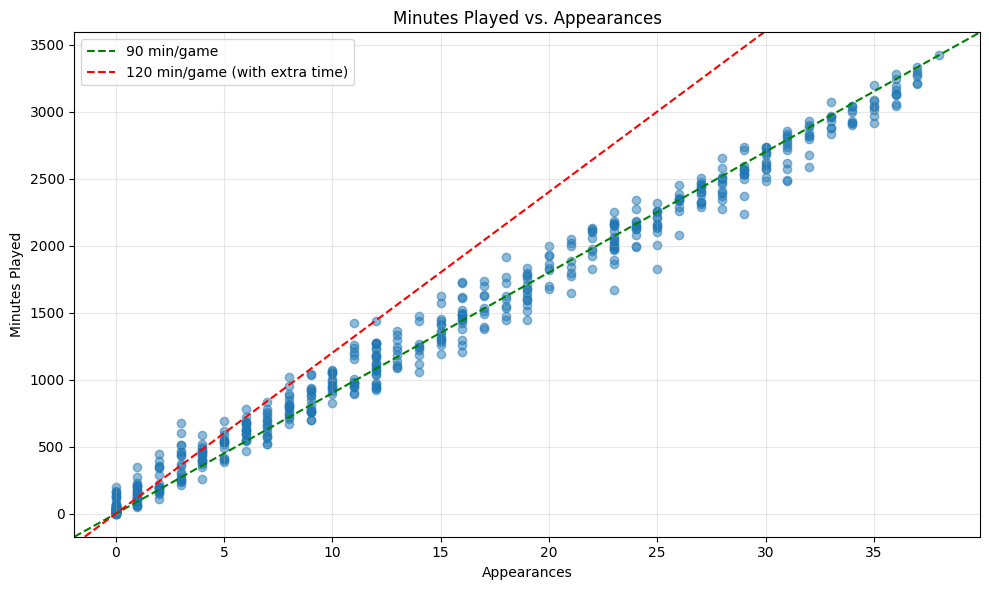 Minutes Played vs. Appearances
90 min/game
120 min/game (with extra time)
Minutes Played
3500
3000
2500
2000
1500
1000
500
0
0 5 10 15 20 25 30 35
Appearances